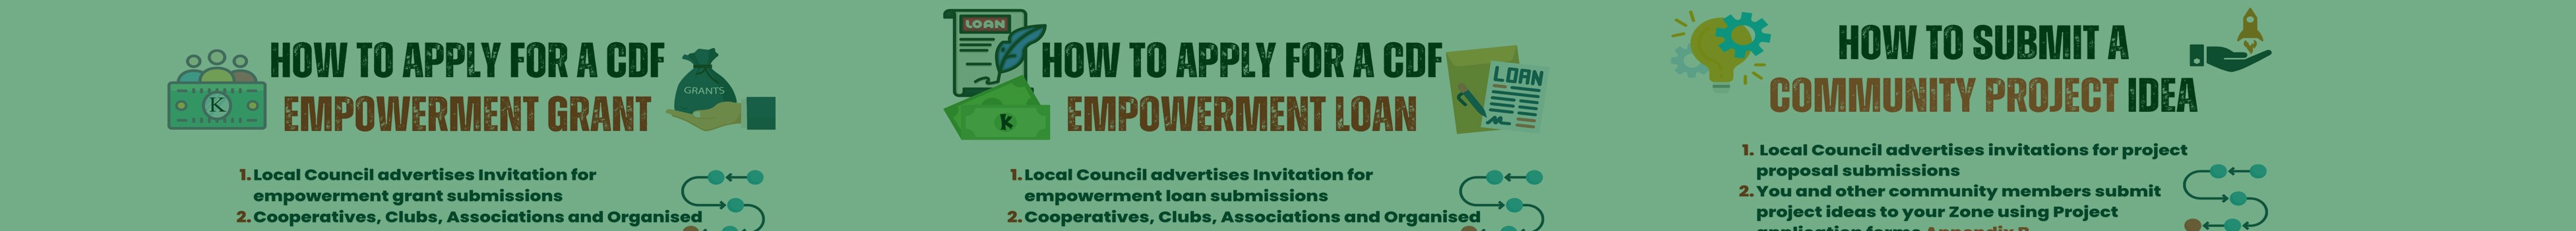 HOW TO APPLY FOR A CDF
EMPOWERMENT GRANT
K
GRANTS
1. Local Council advertises Invitation for
empowerment grant submissions
2. Cooperatives, Clubs, Associations and Organised
LOAN
HOW TO APPLY FOR A CDF
EMPOWERMENT LOAN
K
LOAN
1. Local Council advertises Invitation for
empowerment loan submissions
2. Cooperatives, Clubs, Associations and Organised
HOW TO SUBMIT A
COMMUNITY PROJECT IDEA
1. Local Council advertises invitations for project
proposal submissions
2. You and other community members submit
project ideas to your Zone using Project
application forms Appendix B